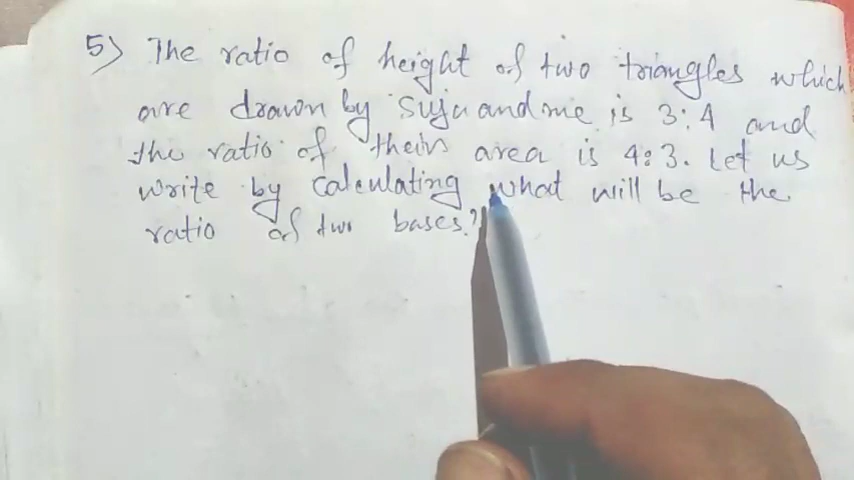 5) The ratio of height of two triangles which
are drawn by Suju and me is 3:4 and
the ratio of their area is 4:3. Let us
write by calculating what will be the
ratio of two bases?